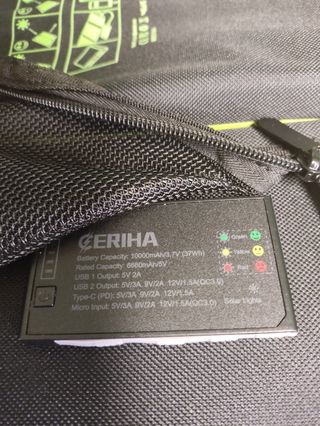 CERIHA
Battery Capacity: 10000mAh/3.7V (37Wh)
Rated Capacity: 6660mAh/5V
USB 1 Output: 5V 2A
USB 2 Output: 5V/3A 9V/2A 12V/1.5A(QC3.0)
Type-C (PD): 5V/3A 9V/2A 12V/1.5A
Micro Input: 5V/3A 9V/2A 12V/1.5A(QC3.0)
Green
Yellow
Red
Solar Lights